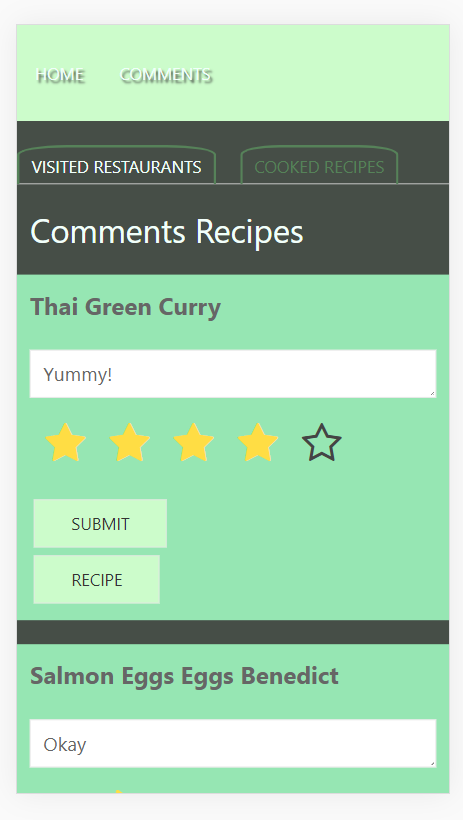 HOME COMMENTS
VISITED RESTAURANTS COOKED RECIPES
Comments Recipes
Thai Green Curry
Yummy!
SUBMIT
RECIPE
Salmon Eggs Eggs Benedict
Okay